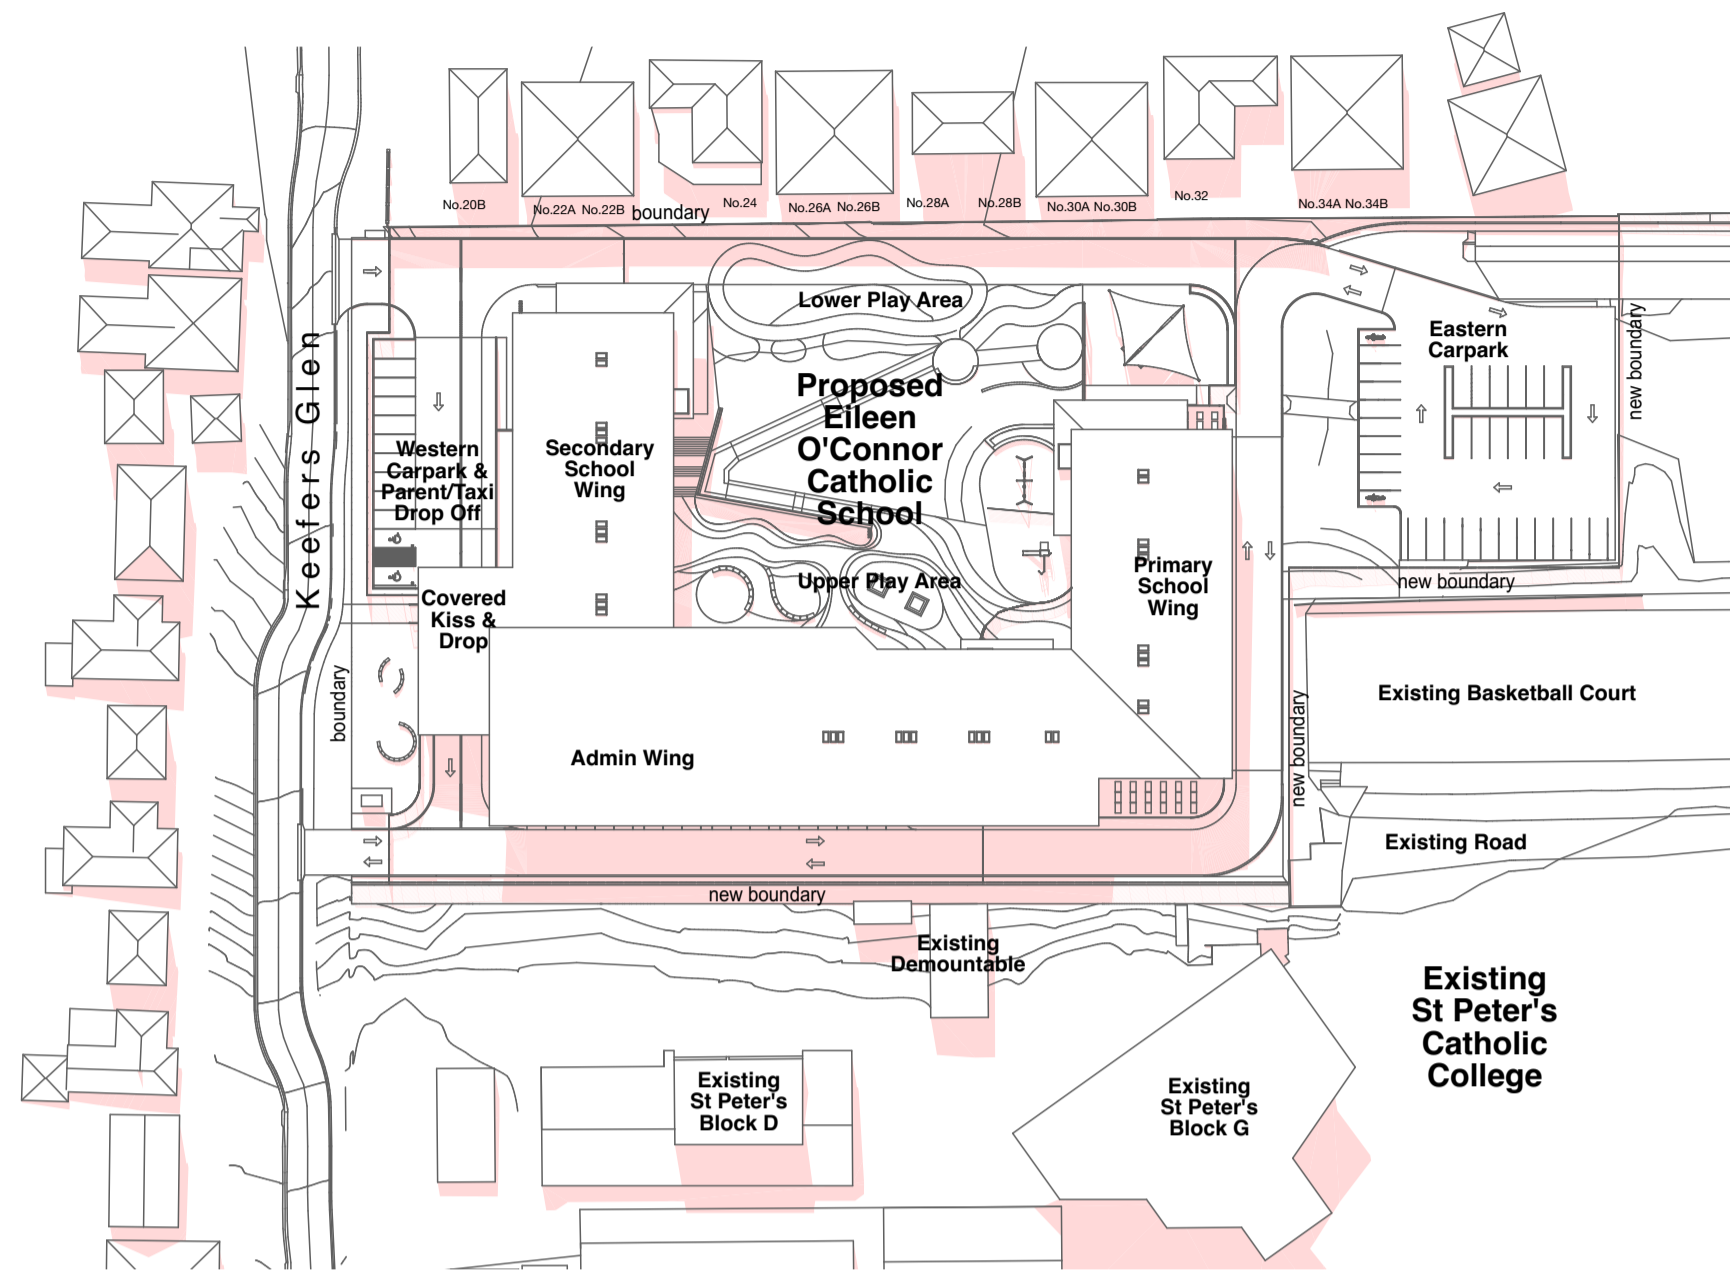 No.20B
No.22A No.22B
boundary
No.24
No.26A No.26B
No.28A
No.28B
No.30A No.30B
No.32
No.34A No.34B
Lower Play Area
Eastern
Carpark
new boundary
Keefers Glen
Proposed
Eileen
O'Connor
Catholic
School
Western
Carpark &
Parent/Taxi
Drop Off
Secondary
School
Wing
Upper Play Area
Primary
School
Wing
new boundary
Covered
Kiss &
Drop
boundary
Existing Basketball Court
new boundary
Admin Wing
Existing Road
new boundary
Existing
Demountable
Existing
St Peter's
Catholic
College
Existing
St Peter's
Block D
Existing
St Peter's
Block G